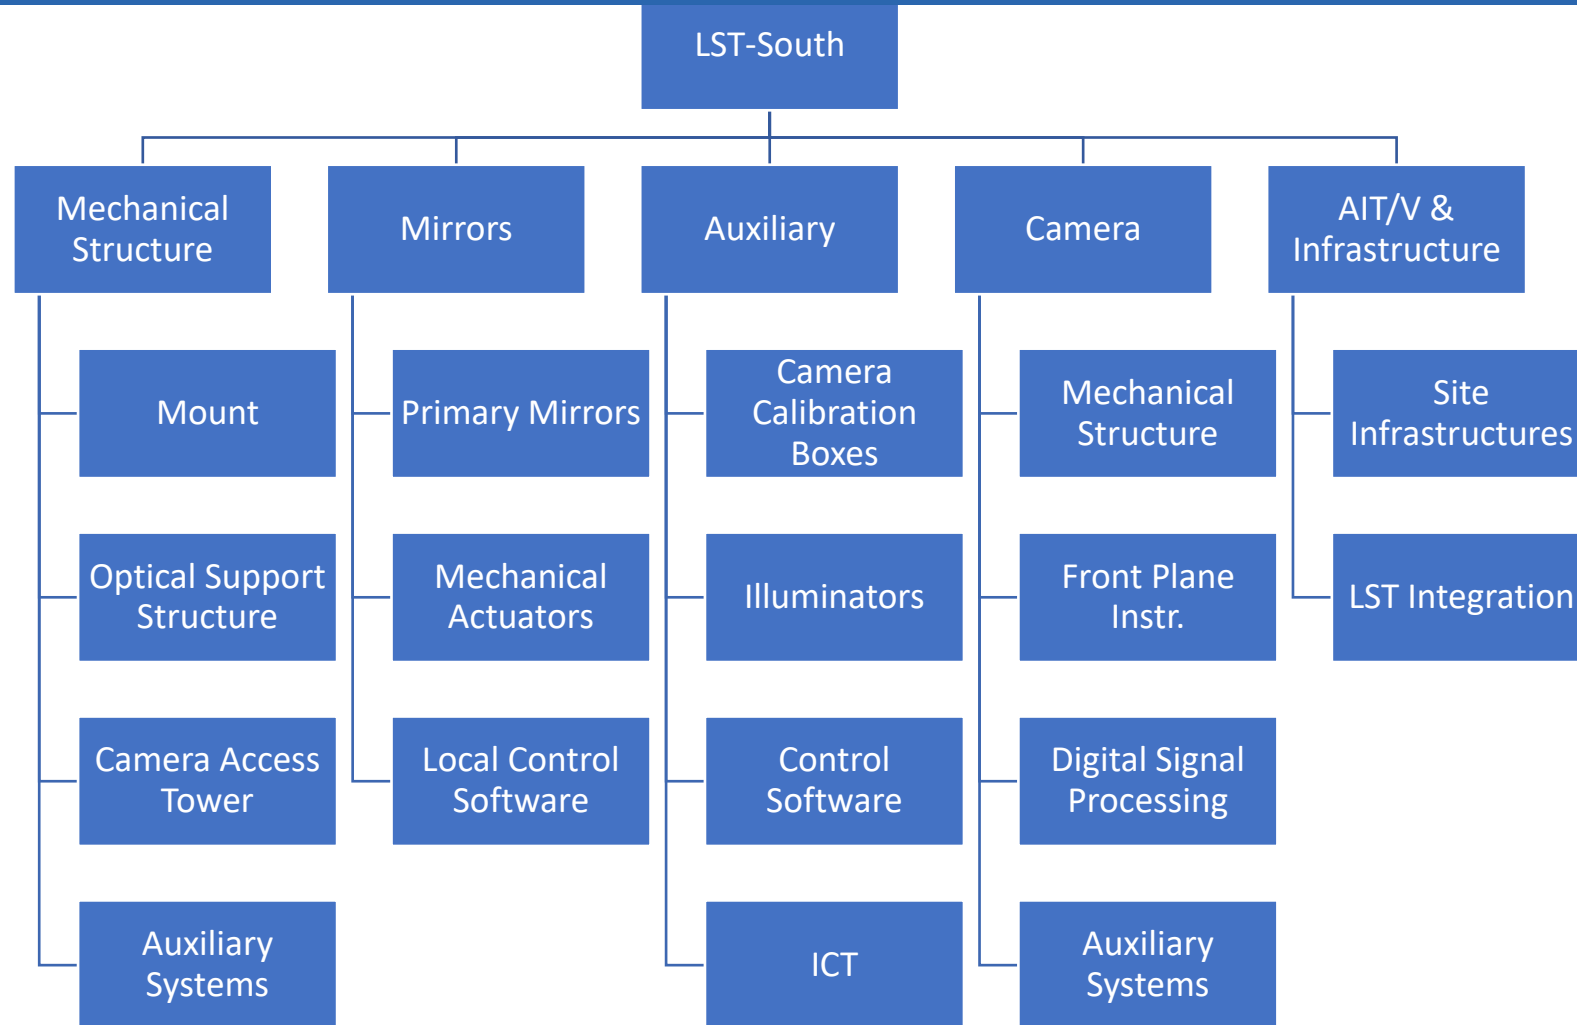 LST-South
Mechanical
Structure
Mirrors
Auxiliary
Camera
AIT/V &
Infrastructure
Mount
Primary Mirrors
Camera
Calibration
Boxes
Mechanical
Structure
Site
Infrastructures
Optical Support
Structure
Mechanical
Actuators
Illuminators
Front Plane
Instr.
LST Integration
Camera Access
Tower
Local Control
Software
Control
Software
Digital Signal
Processing
Auxiliary
Systems
ICT
Auxiliary
Systems